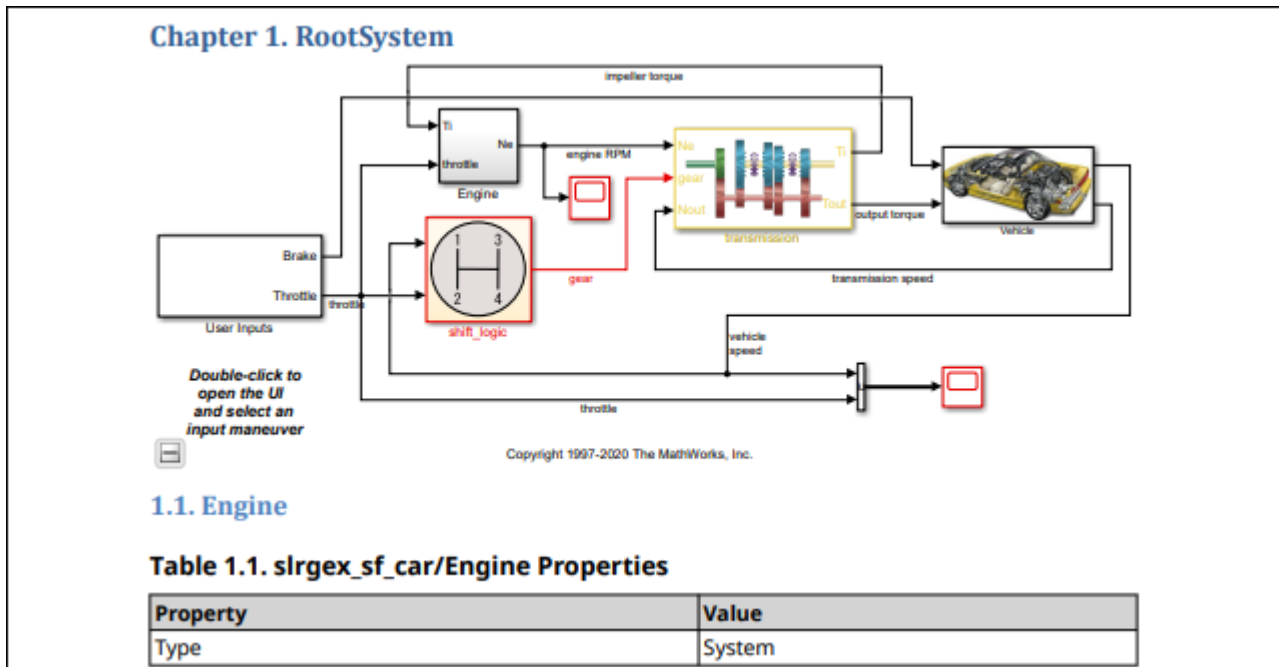 Chapter 1. RootSystem
impeller torque
Ti
Ne
throttle
engine RPM
Engine
Ne
gear
Nout
Ti
Tout
transmission
output torque
Vehicle
Brake
Throttle
throttle
User Inputs
1 3
2 4
shift_logic
gear
transmission speed
vehicle
speed
throttle
Double-click to
open the UI
and select an
input maneuver
Copyright 1997-2020 The MathWorks, Inc.
1.1. Engine
Table 1.1. slrgex_sf_car/Engine Properties
Property Value
Type System